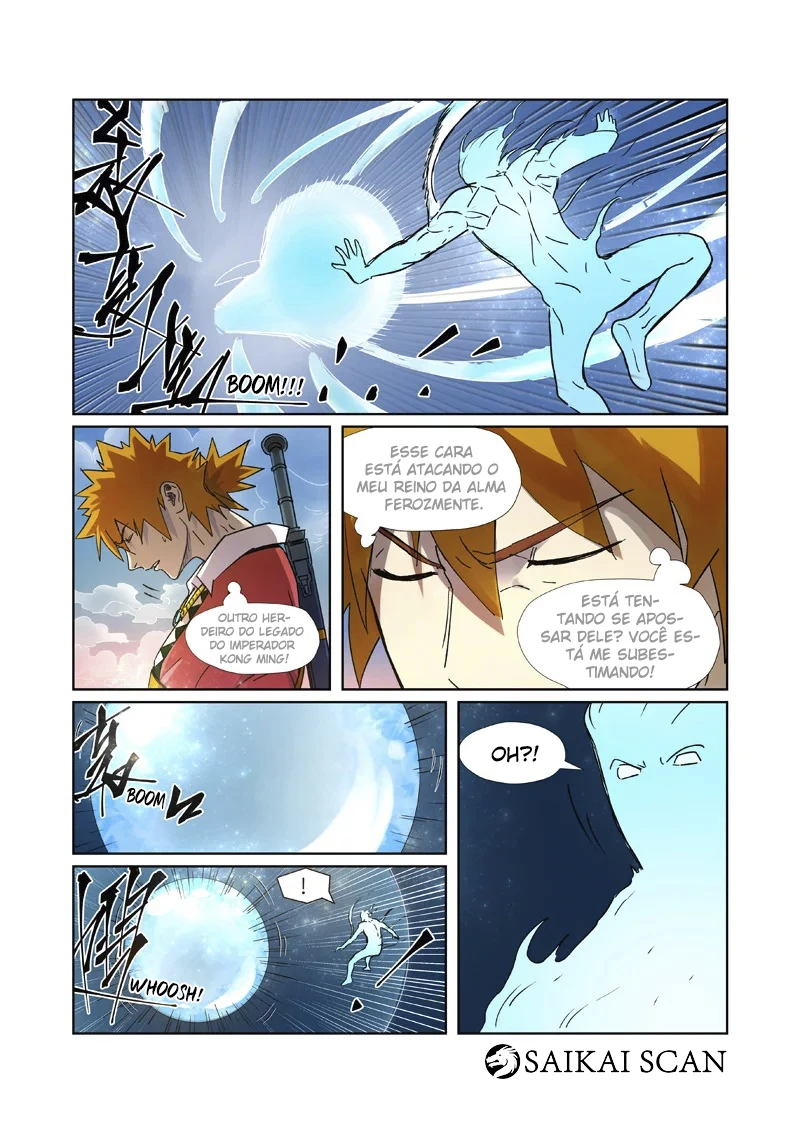 BOOM!!!
ESSE CARA
ESTÁ ATACANDO O
MEU REINO DA ALMA
FEROZMENTE.
OUTRO HER-
DEIRO DO LEGADO
DO IMPERADOR
KONG MING!
ESTÁ TEN-
TANDO SE APOS-
SAR DELE? VOCÊ ES-
TÁ ME SUBES-
TIMANDO!
BOOM
OH?!
!
WHOOSH!
SAIKAI SCAN